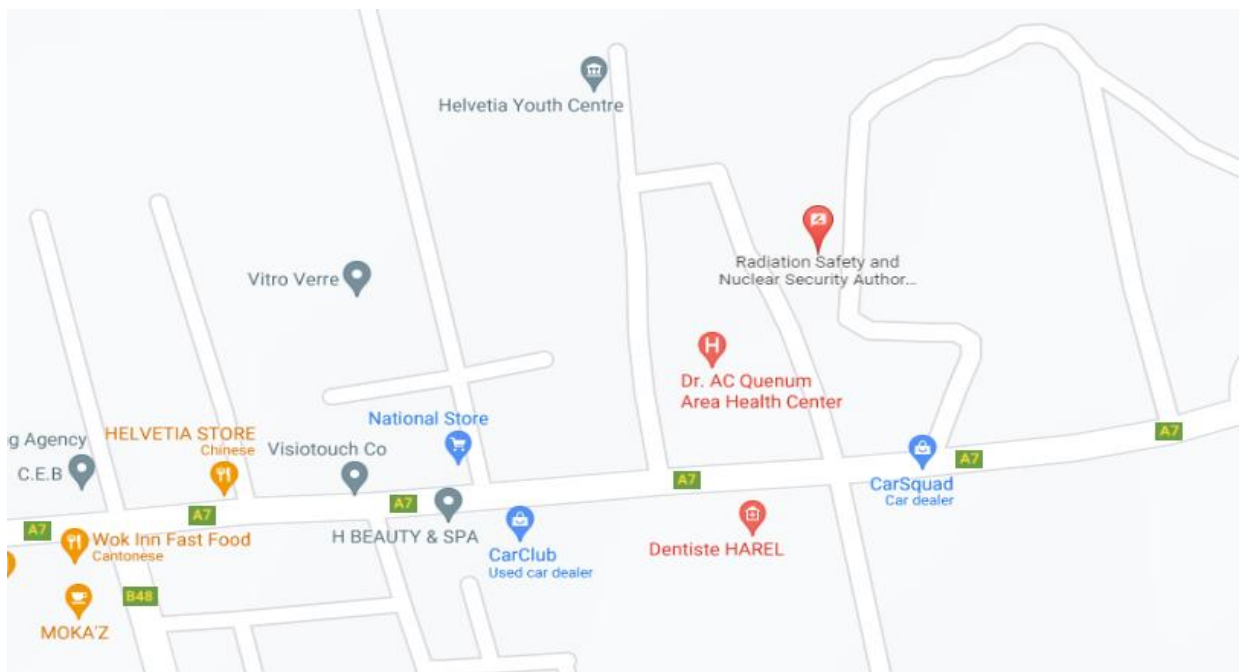 Helvetia Youth Centre
Radiation Safety and
Nuclear Security Author...
Vitro Verre
Dr. AC Quenum
Area Health Center
National Store
HELVETIA STORE
Chinese
Visiotouch Co
g Agency
C.E.B
A7
CarSquad
Car dealer
A7
A7
A7
A7
A7
H BEAUTY & SPA
Wok Inn Fast Food
Cantonese
CarClub
Used car dealer
Dentiste HAREL
B48
MOKA'Z